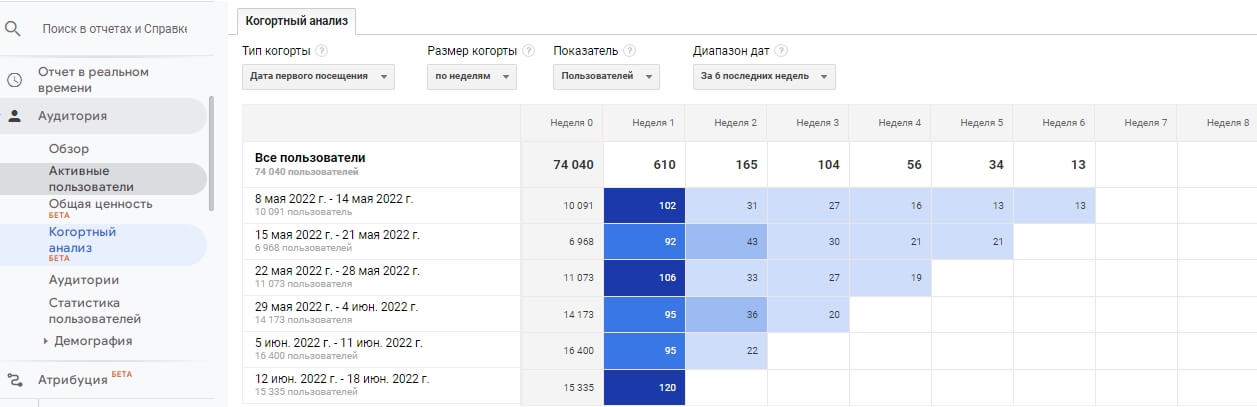 Поиск в отчетах и Справке
Отчет в реальном
времени
Аудитория
Обзор
Активные
пользователи
Общая ценность
БЕТА
Когортный
анализ
БЕТА
Аудитории
Статистика
пользователей
Демография
Атрибуция БЕТА
Когортный анализ
Тип когорты ? Размер когорты ? Показатель ? Диапазон дат ?
Дата первого посещения по неделям Пользователей За 6 последних недель
Неделя 0 Неделя 1 Неделя 2 Неделя 3 Неделя 4 Неделя 5 Неделя 6 Неделя 7 Неделя 8
Все пользователи 74 040 610 165 104 56 34 13
74 040 пользователей
8 мая 2022 г. - 14 мая 2022 г. 10 091 102 31 27 16 13 13
10 091 пользователь
15 мая 2022 г. - 21 мая 2022 г. 6 968 92 43 30 21 21
6 968 пользователей
22 мая 2022 г. - 28 мая 2022 г. 11 073 106 33 27 19
11 073 пользователя
29 мая 2022 г. - 4 июн. 2022 г. 14 173 95 36 20
14 173 пользователя
5 июн. 2022 г. - 11 июн. 2022 г. 16 400 95 22
16 400 пользователей
12 июн. 2022 г. - 18 июн. 2022 г. 15 335 120
15 335 пользователей